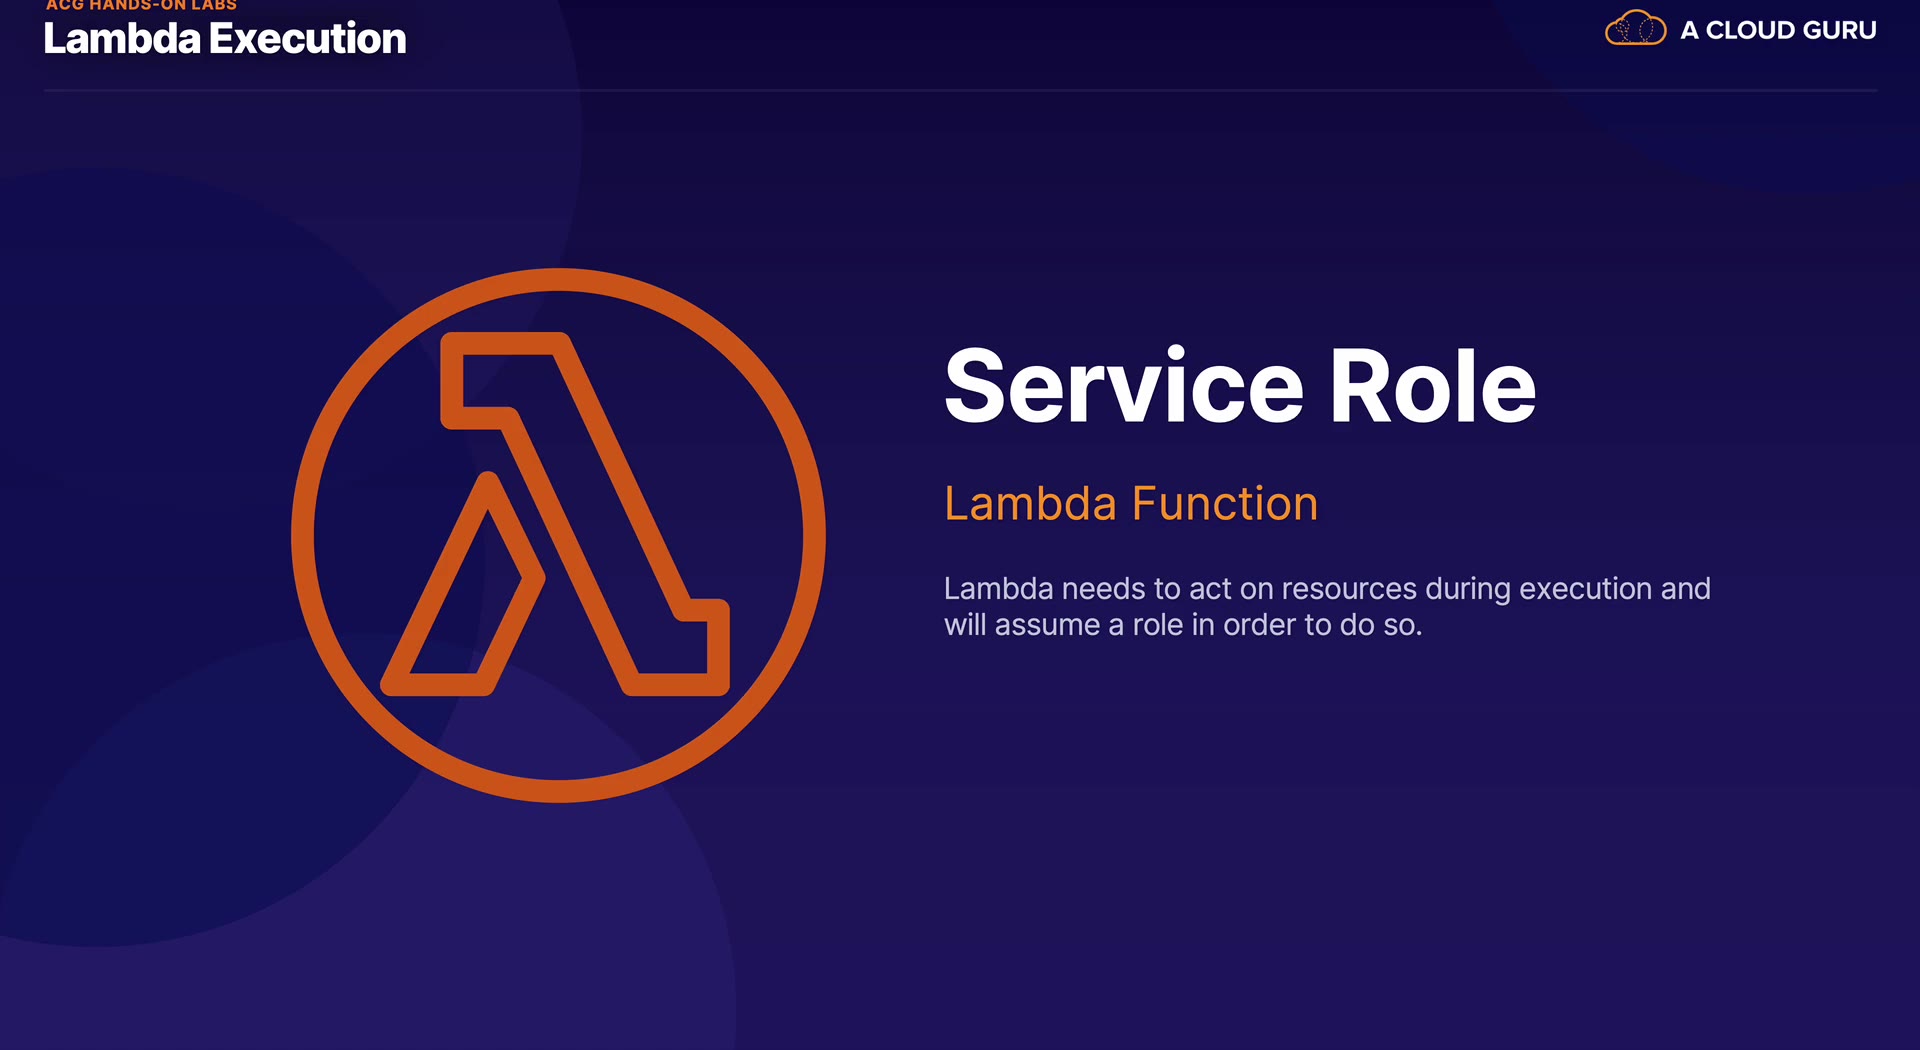 ACG HANDS-ON LABS
Lambda Execution
A CLOUD GURU
Service Role
Lambda Function
Lambda needs to act on resources during execution and
will assume a role in order to do so.